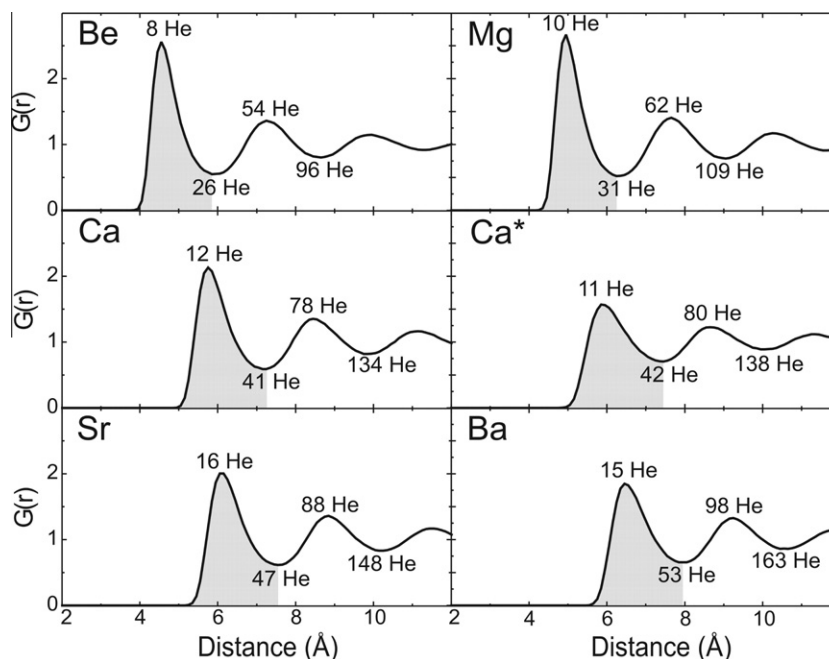 Be
8 He
54 He
26 He
96 He
G(r)
2
1
0
Mg
10 He
62 He
31 He
109 He
Ca
12 He
78 He
41 He
134 He
G(r)
2
1
0
Ca*
11 He
80 He
42 He
138 He
Sr
16 He
88 He
47 He
148 He
G(r)
2
1
0
2 4 6 8 10
Distance (Å)
Ba
15 He
98 He
53 He
163 He
2 4 6 8 10
Distance (Å)